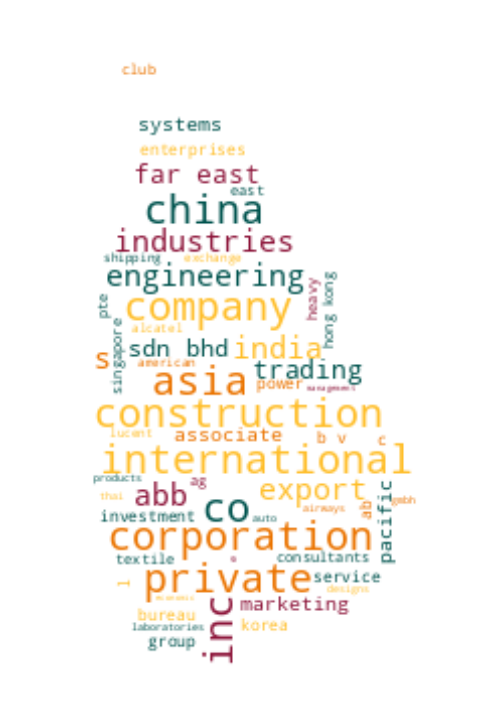 club
systems
enterprises
far east
east
china
industries
shipping
exchange
engineering
heavy
hong kong
pte
company
alcatel
singapore
sdn bhd
india
s
american
trading
asia
power
management
construction
lucent
associate
b v
c
international
products
ag
thai
abb
export
gmbh
co
airways
ab
pacific
investment
auto
corporation
textile
consultants
private
service
l
designs
economic
inc
marketing
bureau
laboratories
korea
group